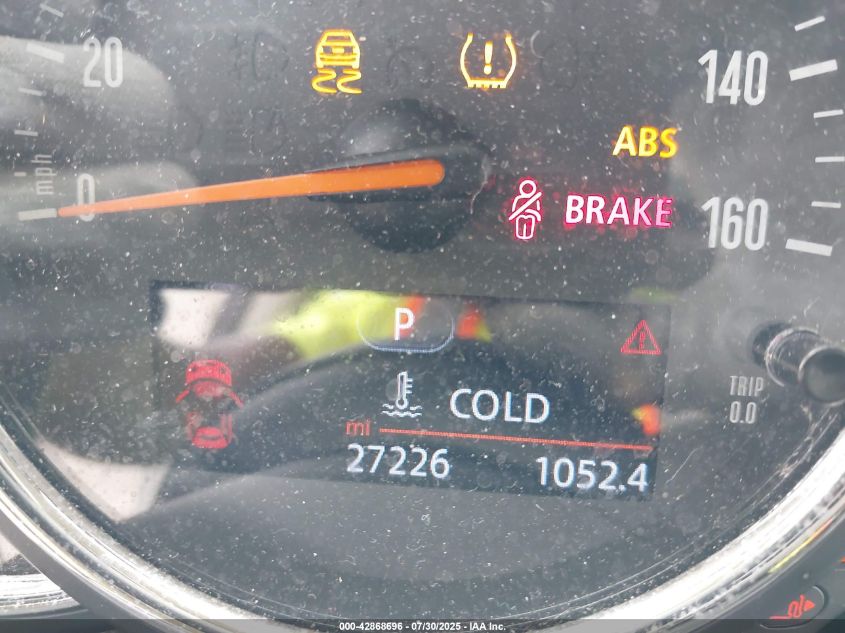 20
140
ABS
mph
0
BRAKE
160
P
COLD
TRIP
0.0
mi
27226 1052.4
000-42868696 - 07/30/2025 - IAA Inc.